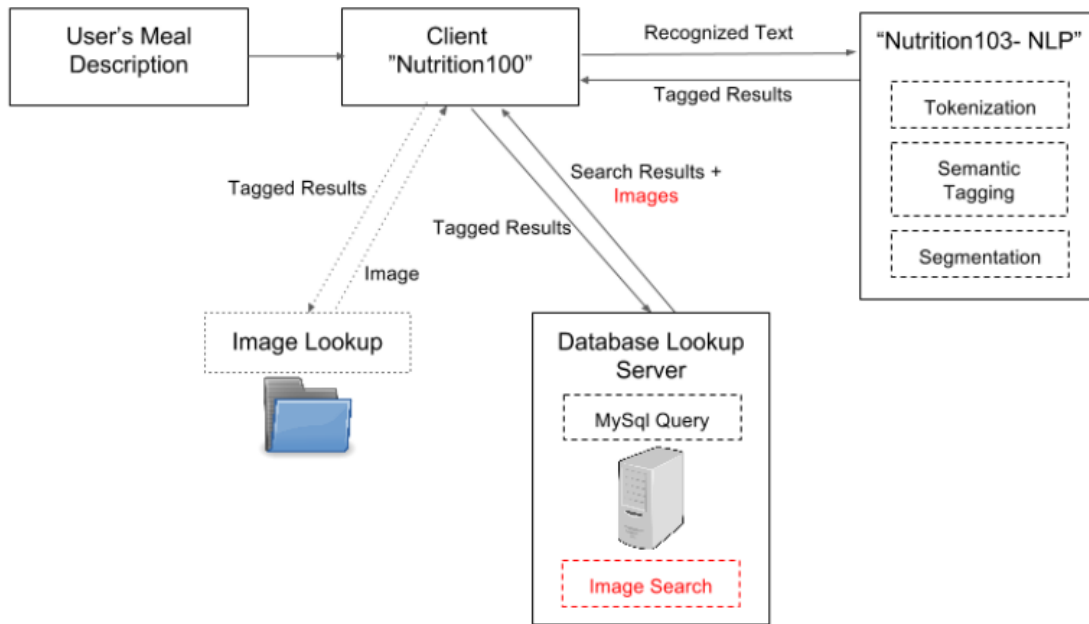 User's Meal
Description
Client
"Nutrition100"
Recognized Text
Tagged Results
“Nutrition103- NLP”
Tokenization
Semantic
Tagging
Segmentation
Tagged Results
Image
Search Results +
Images
Tagged Results
Image Lookup
Database Lookup
Server
MySql Query
Image Search